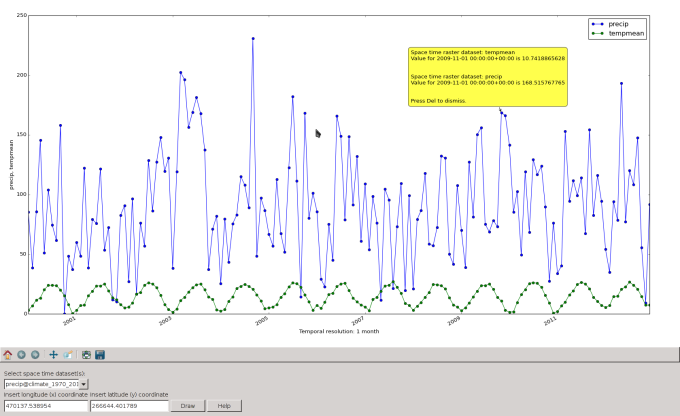 250
200
150
100
50
0
precip, tempmean
precip
tempmean
Space time raster dataset: tempmean
Value for 2009-11-01 00:00:00+00:00 is 10.7418865628
Space time raster dataset: precip
Value for 2009-11-01 00:00:00+00:00 is 168.515767765
Press Del to dismiss.
2001
2003
2005
2007
2009
2011
Temporal resolution: 1 month
Select space time dataset(s):
precip@climate_1970_201
Insert longitude (x) coordinate Insert latitude (y) coordinate
470137.538954 266644.401789 Draw Help